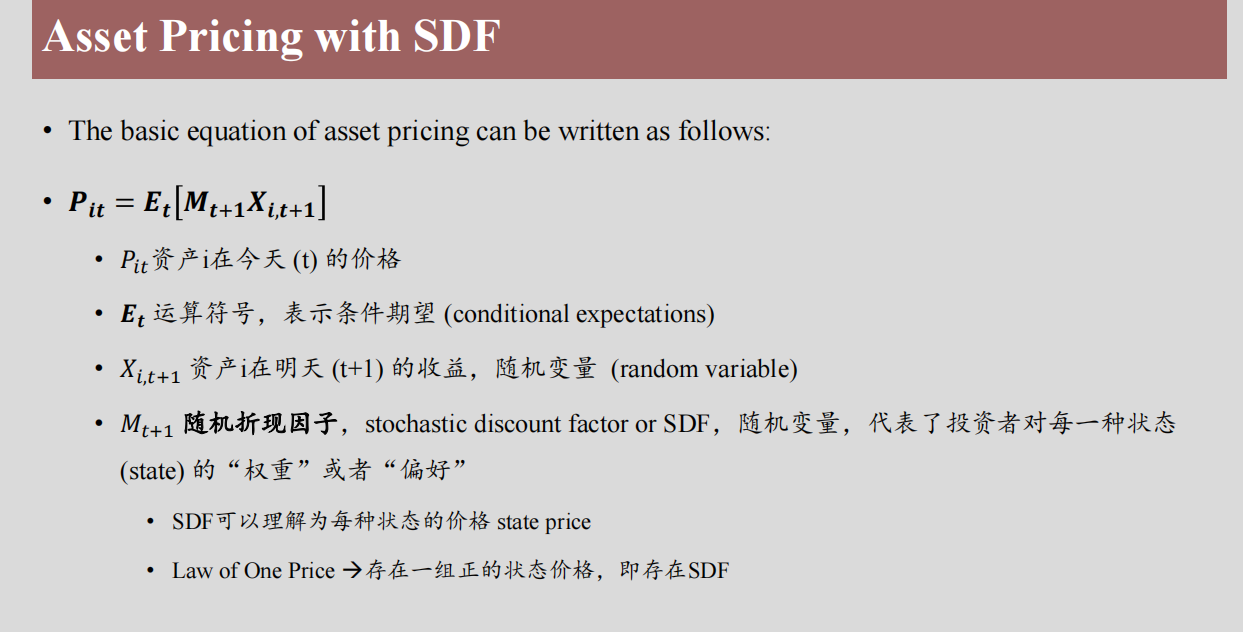 Asset Pricing with SDF
• The basic equation of asset pricing can be written as follows:
• P_{it} = E_t[M_{t+1}X_{i,t+1}]
• P_{it}资产i在今天 (t) 的价格
• E_t 运算符号，表示条件期望 (conditional expectations)
• X_{i,t+1} 资产i在明天 (t+1) 的收益，随机变量 (random variable)
• M_{t+1} 随机折现因子，stochastic discount factor or SDF，随机变量，代表了投资者对每一种状态
(state) 的“权重”或者“偏好”
• SDF可以理解为每种状态的价格 state price
• Law of One Price →存在一组正的状态价格，即存在SDF